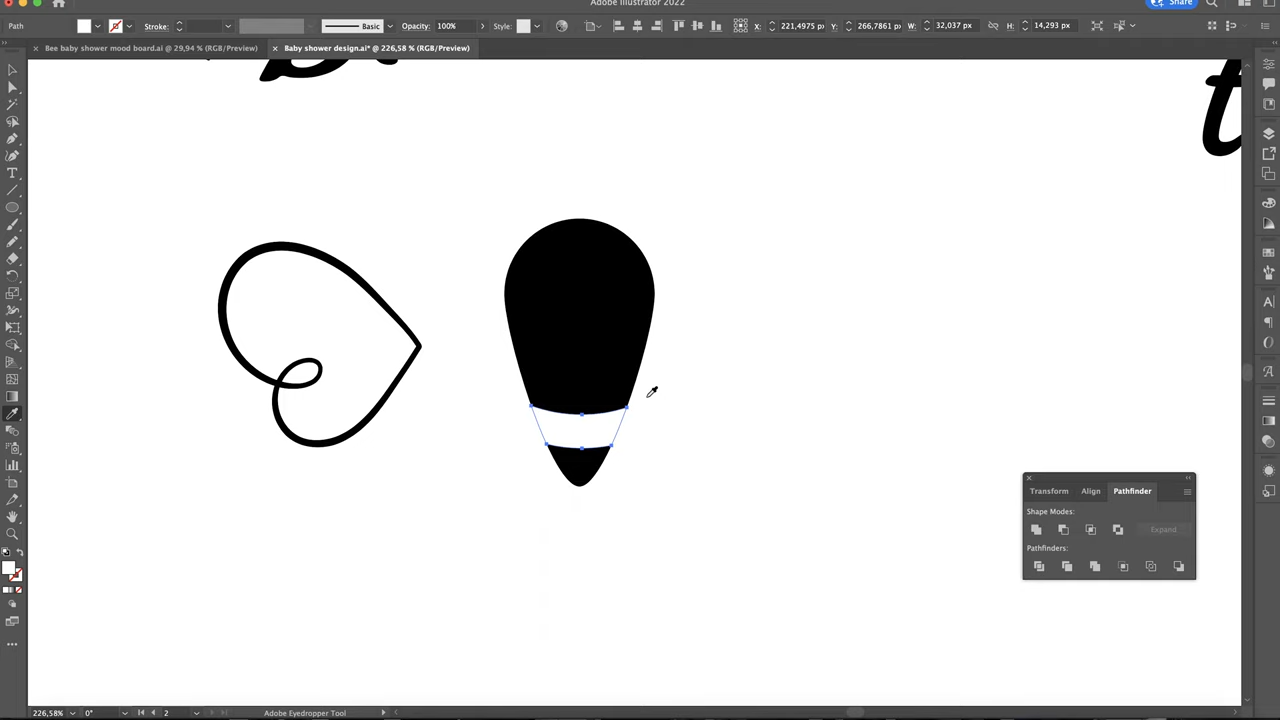 Adobe Illustrator 2022
Share
Path
Stroke:
Basic
Opacity:
100%
Style:
X:
221,4975 p
Y:
266,7861 p
W:
32,037 px
H:
14,293 px
Bee baby shower mood board.ai @ 29,94 % (RGB/Preview)
Baby shower design.ai* @ 226,58 % (RGB/Preview)
t
Transform
Align
Pathfinder
Shape Modes:
Expand
Pathfinders:
226,58%
0°
2
Adobe Eyedropper Tool